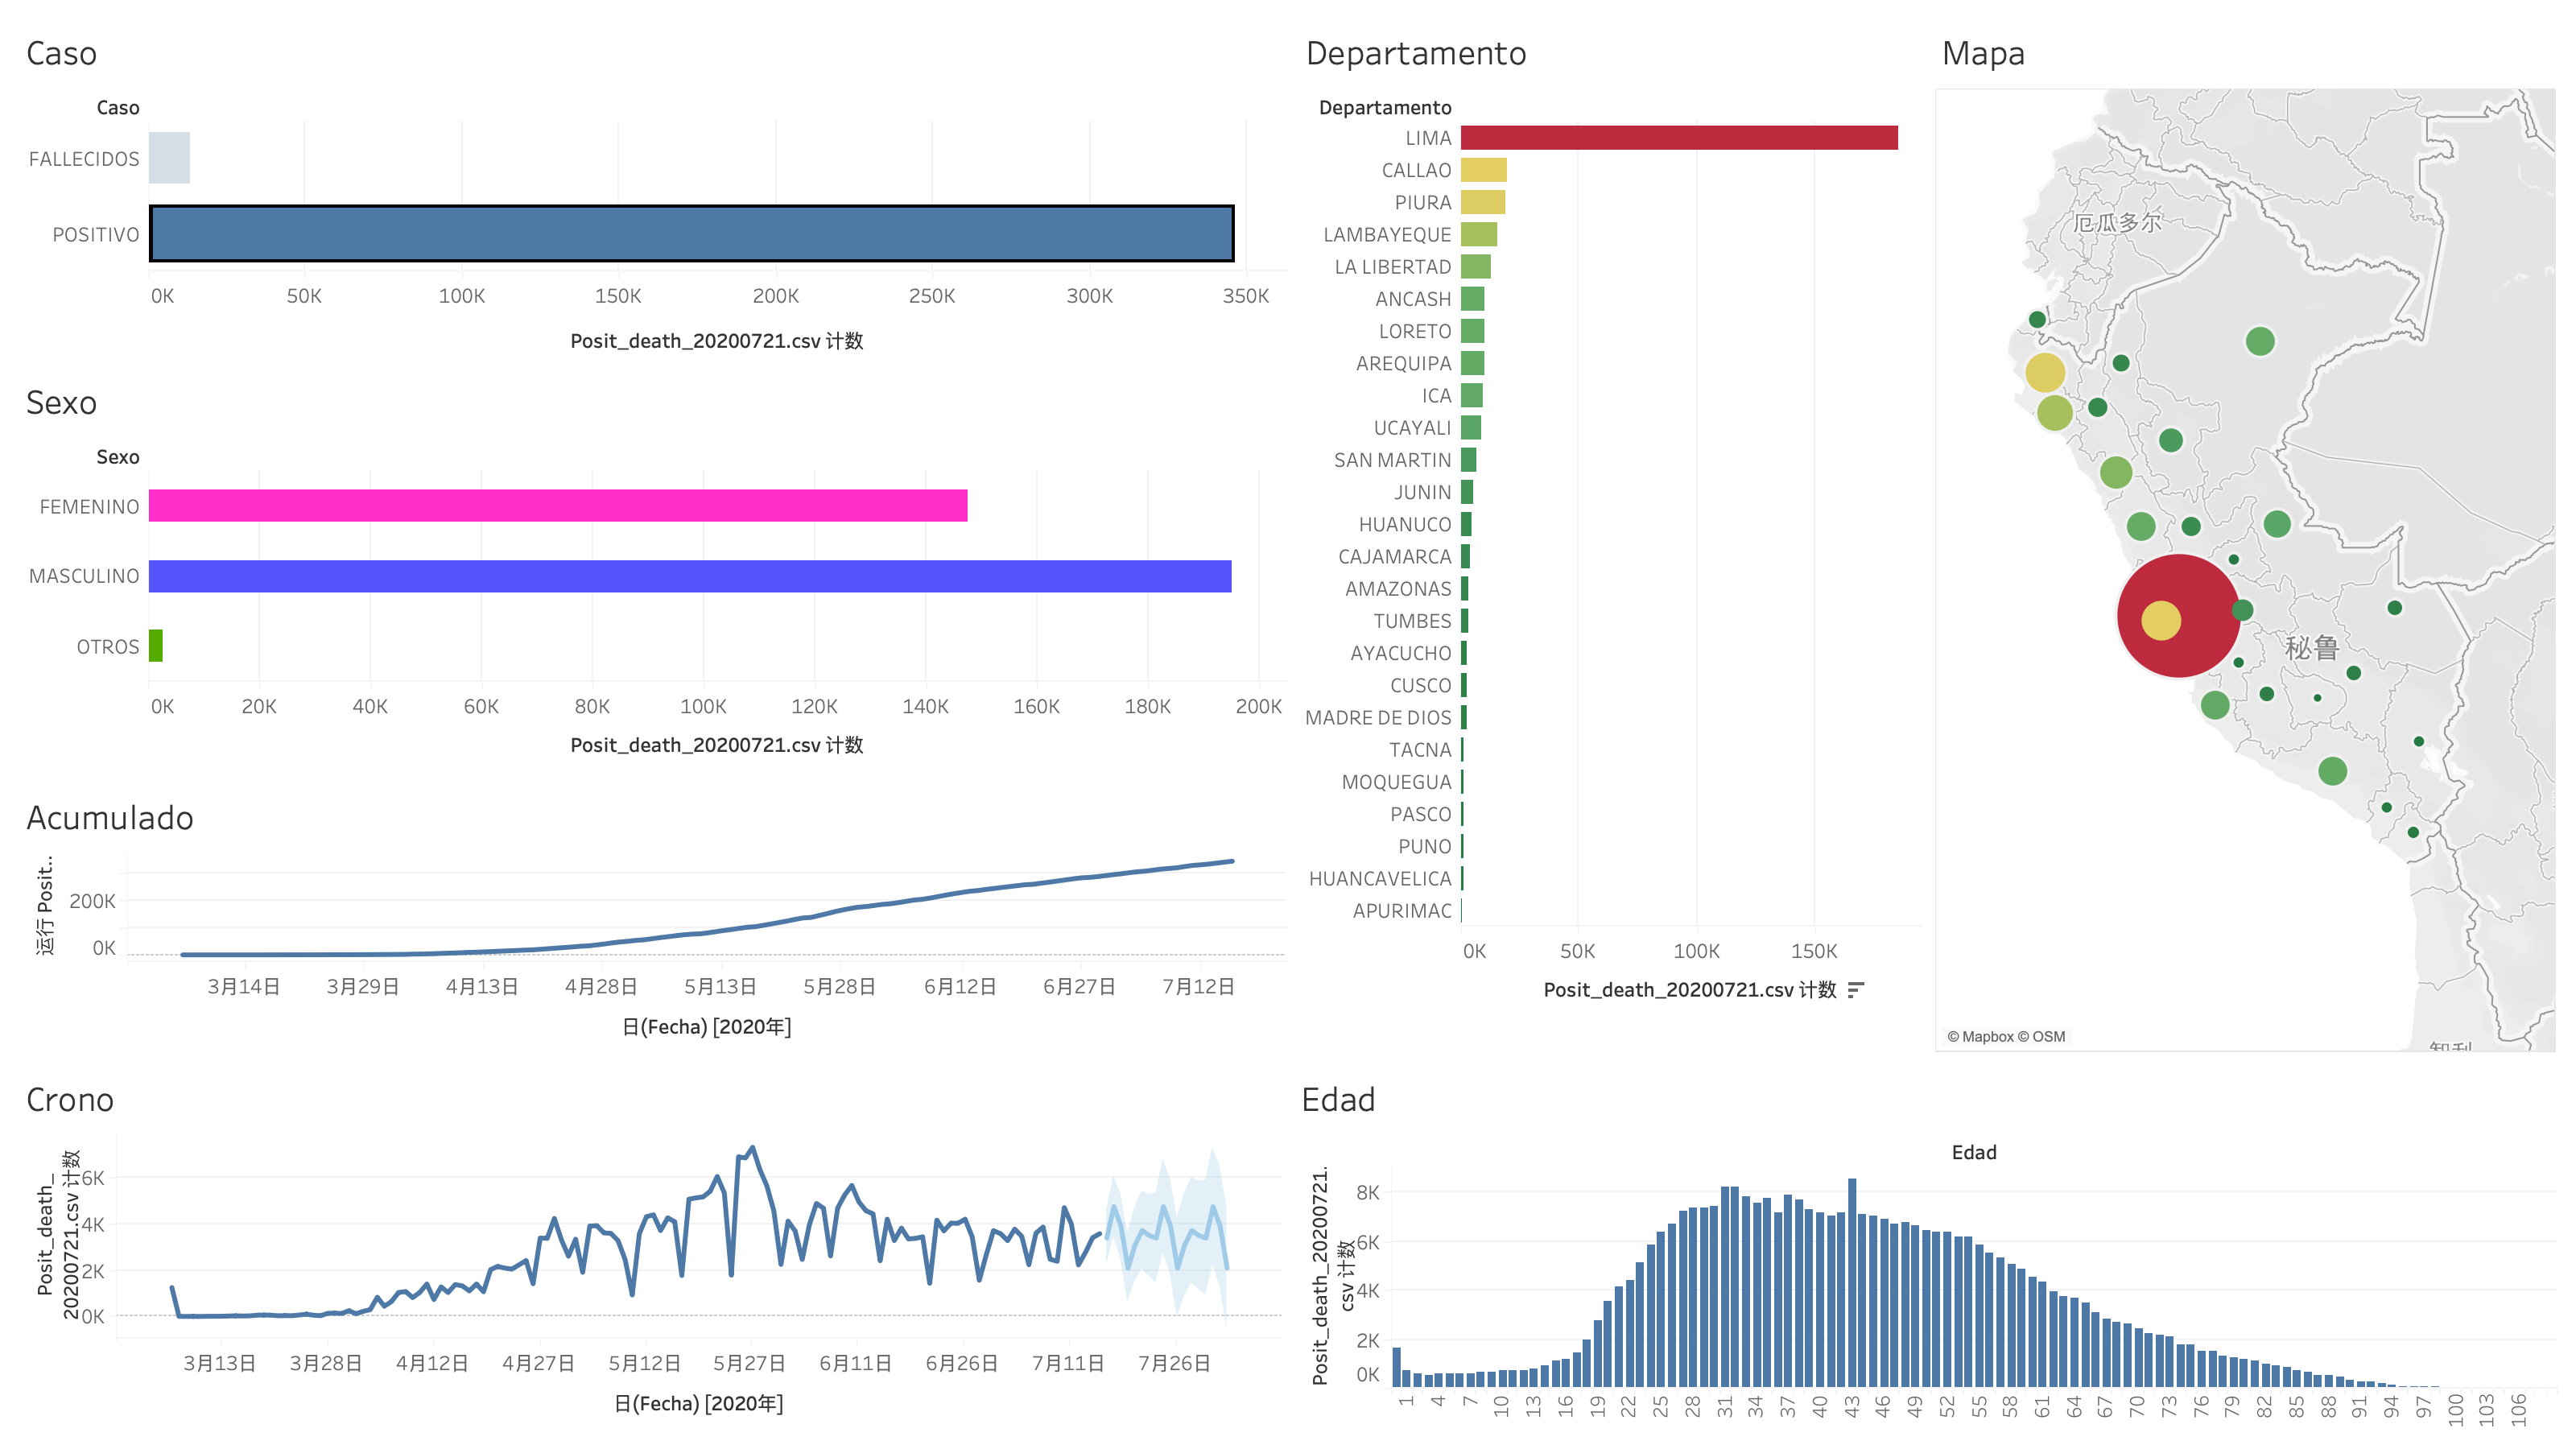 Caso
Caso
FALLECIDOS
POSITIVO
0K 50K 100K 150K 200K 250K 300K 350K
Posit_death_20200721.csv 计数
Sexo
Sexo
FEMENINO
MASCULINO
OTROS
0K 20K 40K 60K 80K 100K 120K 140K 160K 180K 200K
Posit_death_20200721.csv 计数
Acumulado
运行 Posit..
200K
0K
3月14日 3月29日 4月13日 4月28日 5月13日 5月28日 6月12日 6月27日 7月12日
日(Fecha) [2020年]
Crono
Posit_death_
20200721.csv 计数
6K
4K
2K
0K
3月13日 3月28日 4月12日 4月27日 5月12日 5月27日 6月11日 6月26日 7月11日 7月26日
日(Fecha) [2020年]
Departamento
Departamento
LIMA
CALLAO
PIURA
LAMBAYEQUE
LA LIBERTAD
ANCASH
LORETO
AREQUIPA
ICA
UCAYALI
SAN MARTIN
JUNIN
HUANUCO
CAJAMARCA
AMAZONAS
TUMBES
AYACUCHO
CUSCO
MADRE DE DIOS
TACNA
MOQUEGUA
PASCO
PUNO
HUANCAVELICA
APURIMAC
0K 50K 100K 150K
Posit_death_20200721.csv 计数
Mapa
厄瓜多尔
秘鲁
智利
© Mapbox © OSM
Edad
Edad
Posit_death_20200721.
csv 计数
8K
6K
4K
2K
0K
1 4 7 10 13 16 19 22 25 28 31 34 37 40 43 46 49 52 55 58 61 64 67 70 73 76 79 82 85 88 91 94 97 100 103 106